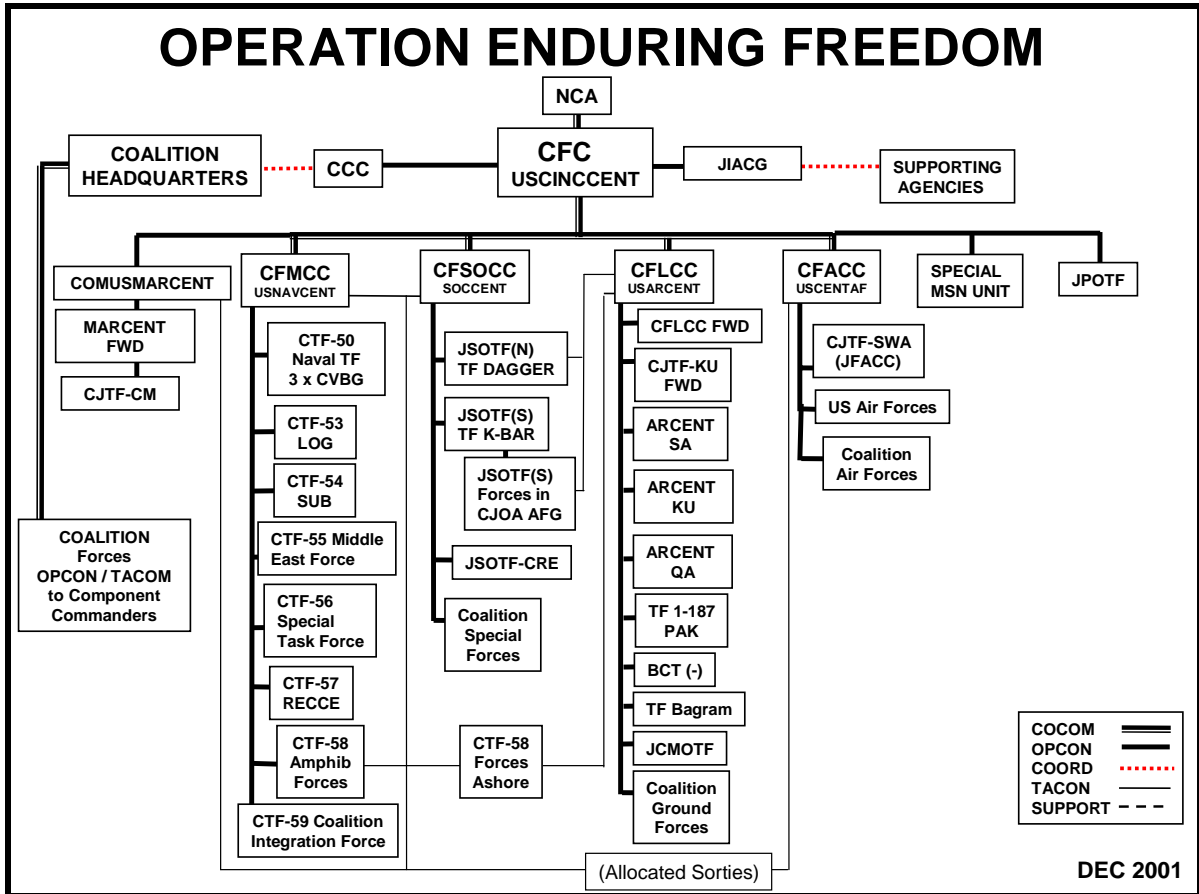 OPERATION ENDURING FREEDOM
NCA
COALITION
HEADQUARTERS
CCC
CFC
USCINCCENT
JIACG
SUPPORTING
AGENCIES
COMUSMARCENT
CFMCC
USNAVCENT
CFSOCC
SOCCENT
CFLCC
USARCENT
CFACC
USCENTAF
SPECIAL
MSN UNIT
JPOTF
MARCENT
FWD
CJTF-CM
COALITION
Forces
OPCON / TACOM
to Component
Commanders
CTF-50
Naval TF
3 x CVBG
CTF-53
LOG
CTF-54
SUB
CTF-55 Middle
East Force
CTF-56
Special
Task Force
CTF-57
RECCE
CTF-58
Amphib
Forces
CTF-59 Coalition
Integration Force
JSOTF(N)
TF DAGGER
JSOTF(S)
TF K-BAR
JSOTF(S)
Forces in
CJOA AFG
JSOTF-CRE
Coalition
Special
Forces
CTF-58
Forces
Ashore
CFLCC FWD
CJTF-KU
FWD
ARCENT
SA
ARCENT
KU
ARCENT
QA
TF 1-187
PAK
BCT (-)
TF Bagram
JCMOTF
Coalition
Ground
Forces
CJTF-SWA
(JFACC)
US Air Forces
Coalition
Air Forces
(Allocated Sorties)
COCOM
OPCON
COORD
TACON
SUPPORT
DEC 2001